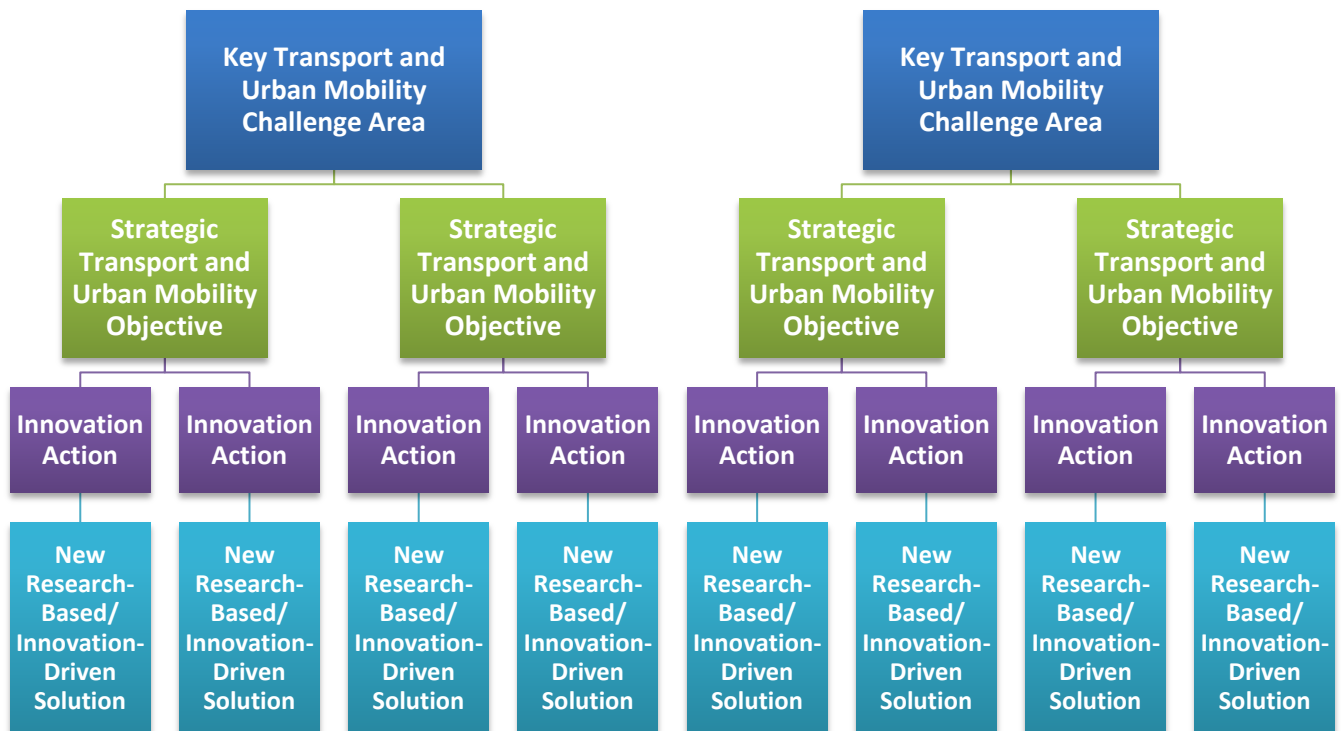 Key Transport and
Urban Mobility
Challenge Area
Key Transport and
Urban Mobility
Challenge Area
Strategic
Transport and
Urban Mobility
Objective
Strategic
Transport and
Urban Mobility
Objective
Strategic
Transport and
Urban Mobility
Objective
Strategic
Transport and
Urban Mobility
Objective
Innovation
Action
Innovation
Action
Innovation
Action
Innovation
Action
Innovation
Action
Innovation
Action
Innovation
Action
Innovation
Action
New
Research-
Based/
Innovation-
Driven
Solution
New
Research-
Based/
Innovation-
Driven
Solution
New
Research-
Based/
Innovation-
Driven
Solution
New
Research-
Based/
Innovation-
Driven
Solution
New
Research-
Based/
Innovation-
Driven
Solution
New
Research-
Based/
Innovation-
Driven
Solution
New
Research-
Based/
Innovation-
Driven
Solution
New
Research-
Based/
Innovation-
Driven
Solution